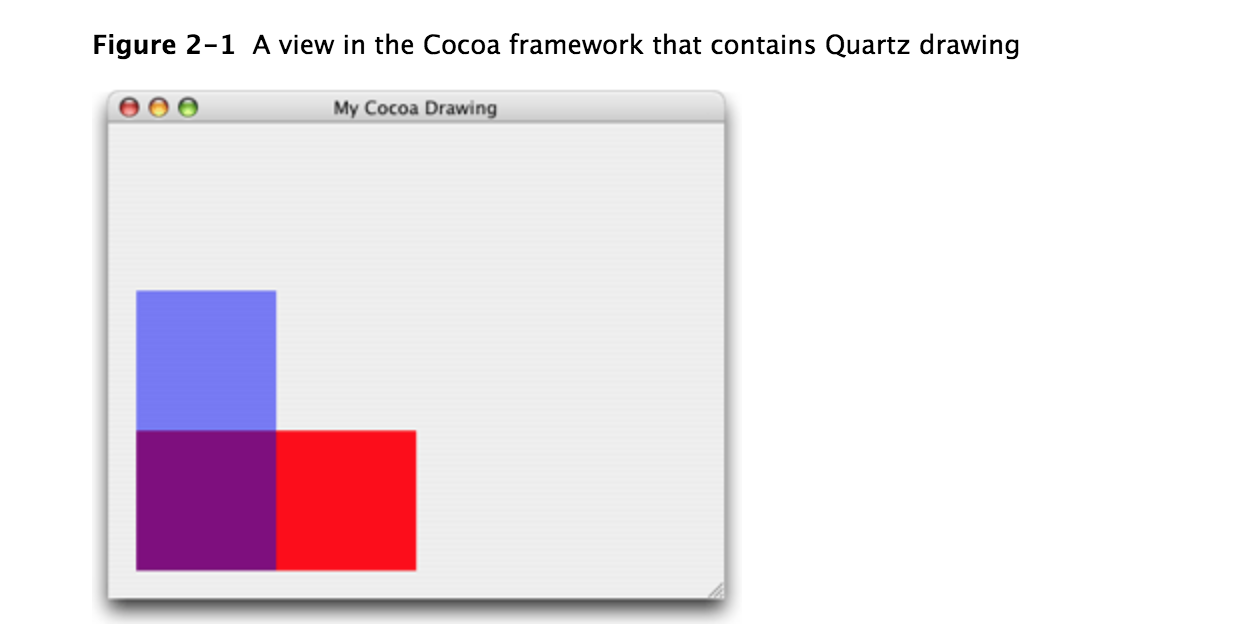 Figure 2-1 A view in the Cocoa framework that contains Quartz drawing
My Cocoa Drawing